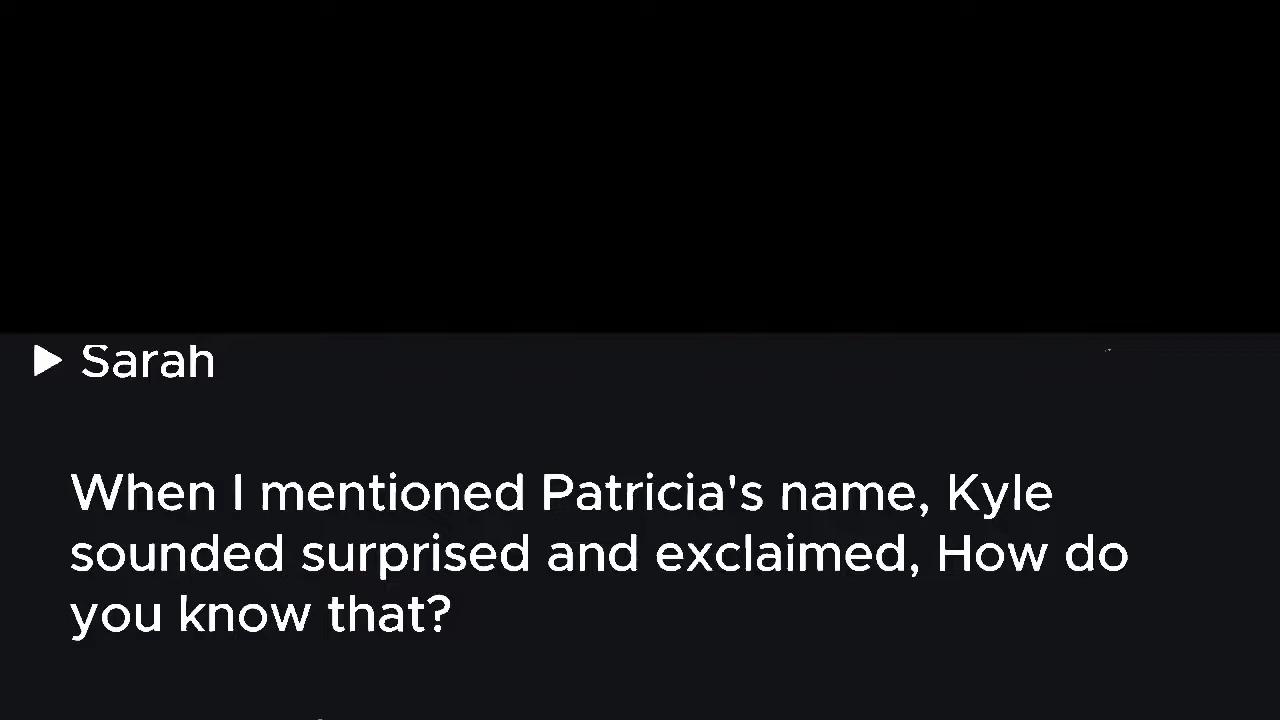 Sarah
When I mentioned Patricia's name, Kyle
sounded surprised and exclaimed, How do
you know that?